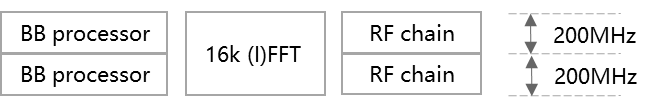 BB processor
BB processor
16k (I)FFT
RF chain
RF chain
200MHz
200MHz